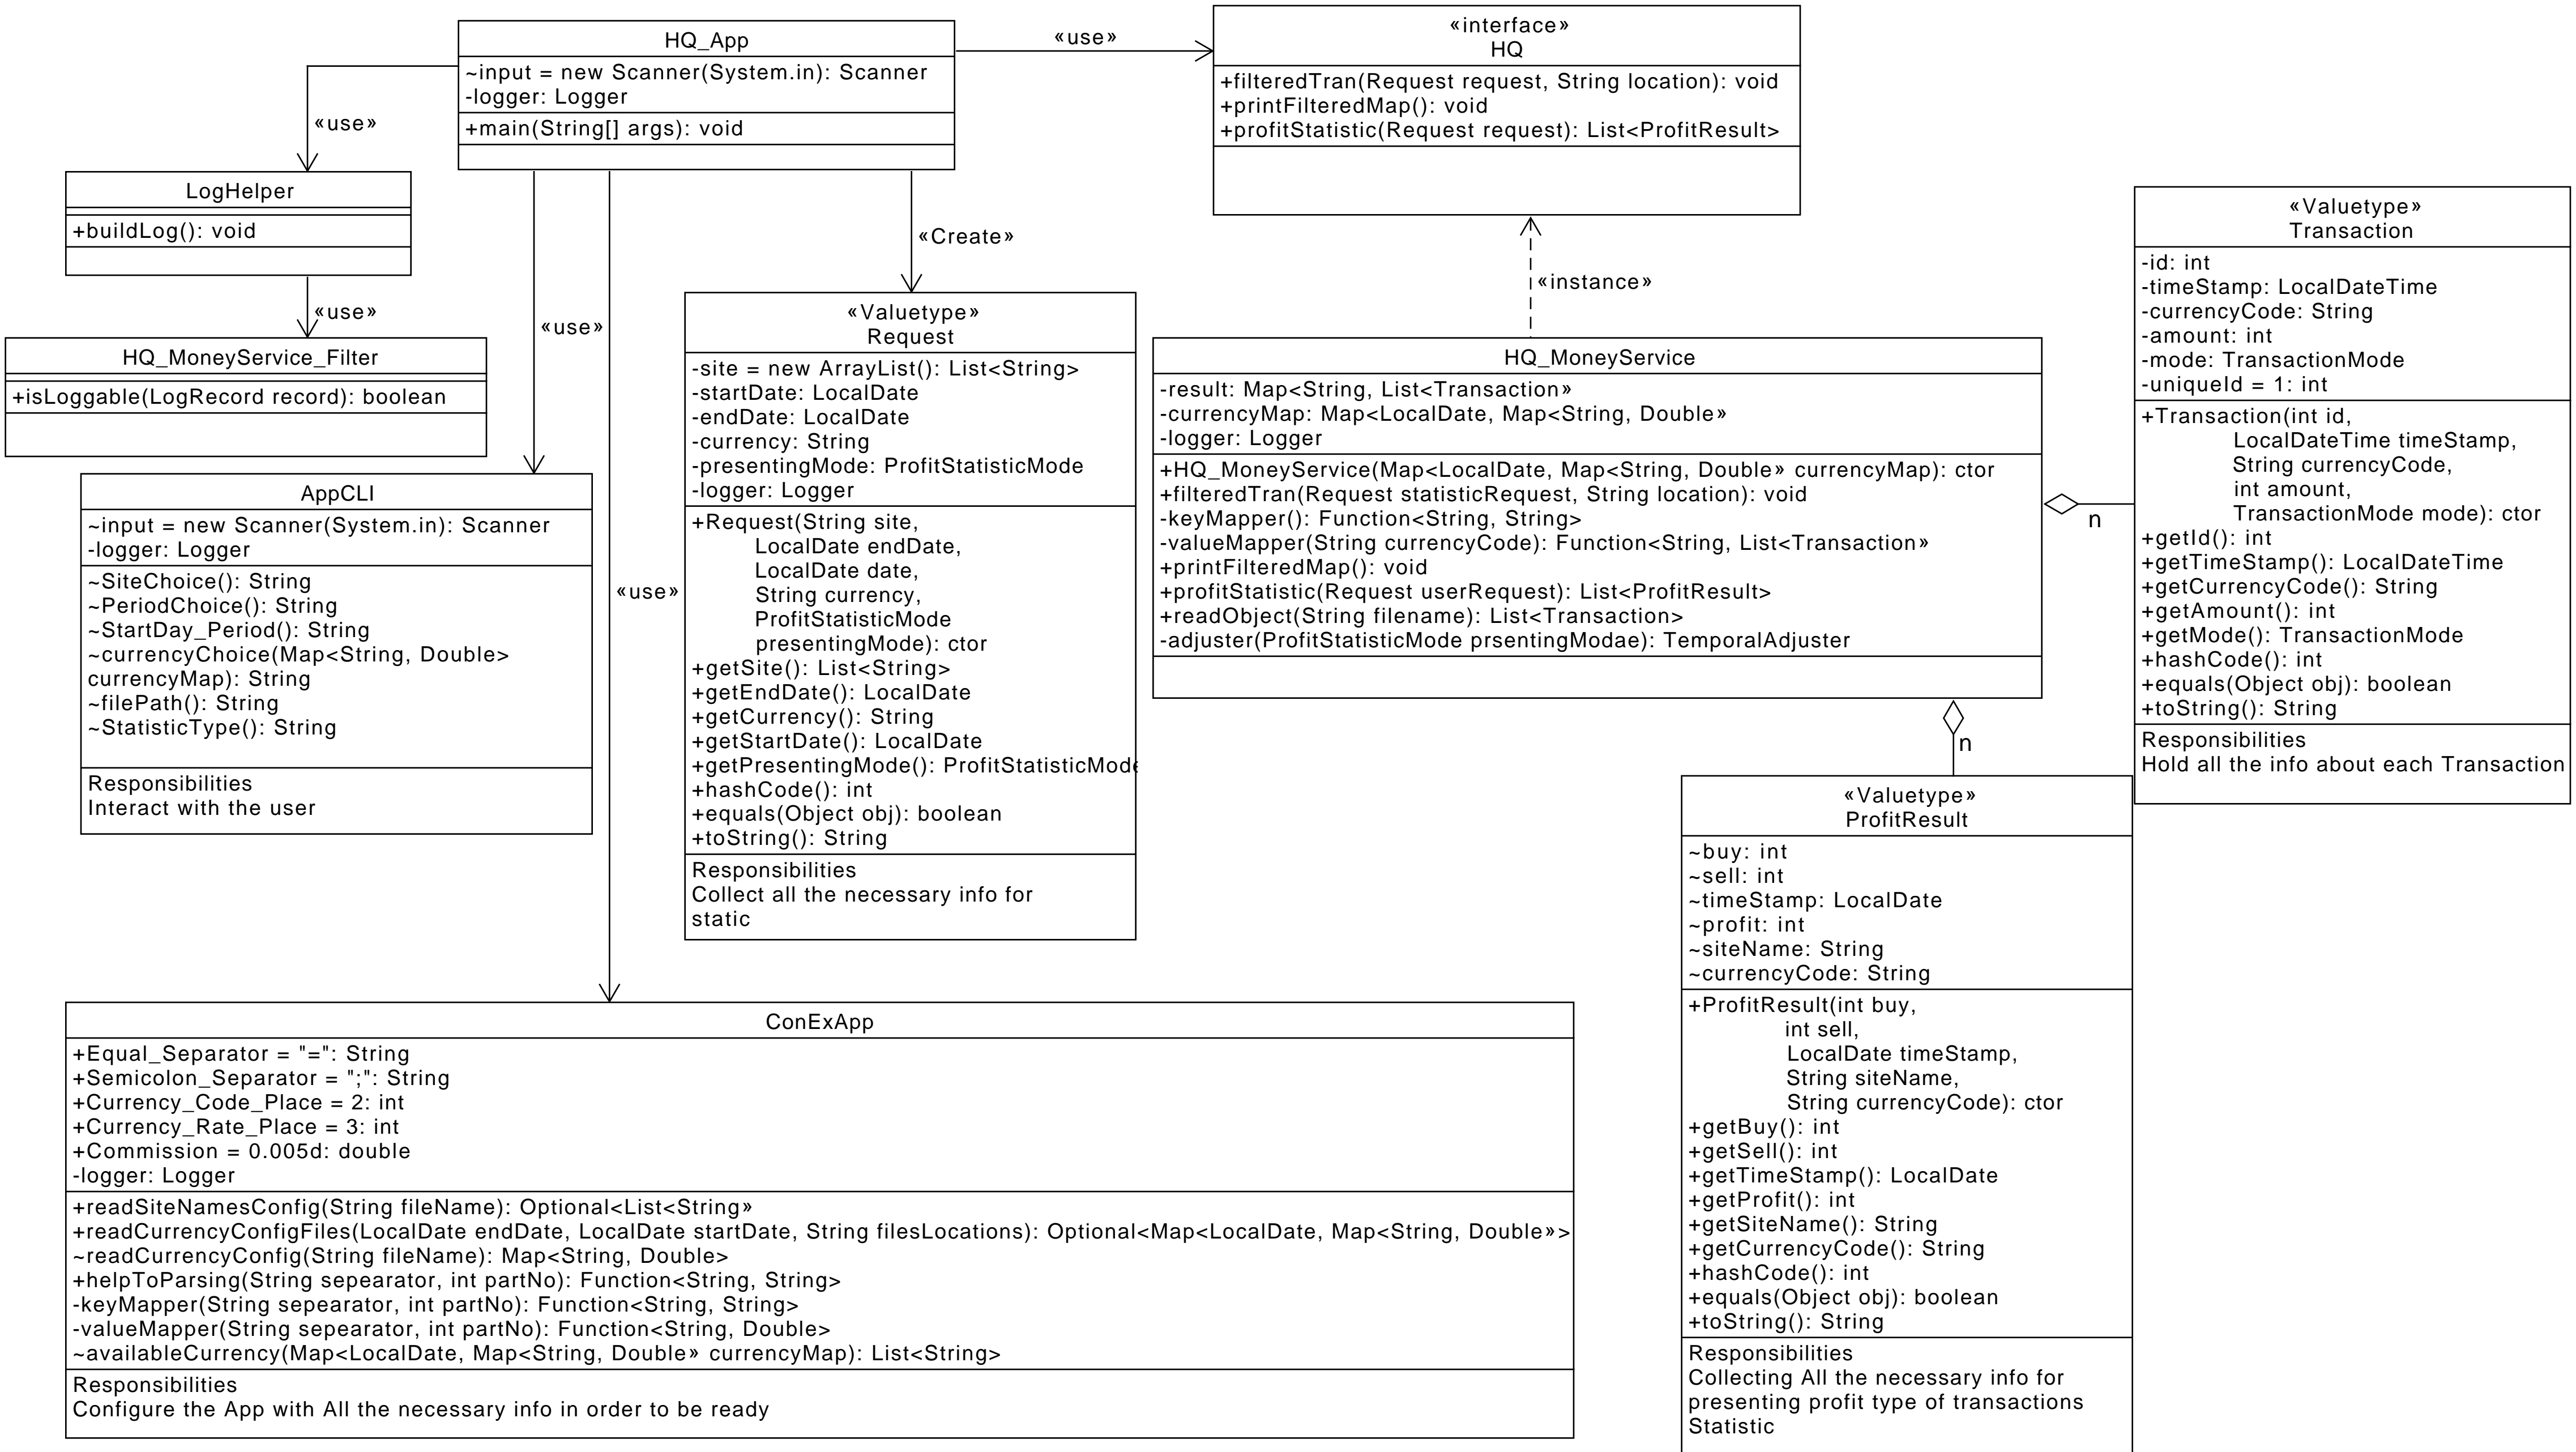 HQ_App
~input = new Scanner(System.in): Scanner
-logger: Logger
+main(String[] args): void
«use»
«interface»
HQ
+filteredTran(Request request, String location): void
+printFilteredMap(): void
+profitStatistic(Request request): List<ProfitResult>
«use»
LogHelper
+buildLog(): void
«use»
HQ_MoneyService_Filter
+isLoggable(LogRecord record): boolean
«use»
AppCLI
~input = new Scanner(System.in): Scanner
-logger: Logger
~SiteChoice(): String
~PeriodChoice(): String
~StartDay_Period(): String
~currencyChoice(Map<String, Double>
currencyMap): String
~filePath(): String
~StatisticType(): String
Responsibilities
Interact with the user
«use»
«Create»
«Valuetype»
Request
-site = new ArrayList(): List<String>
-startDate: LocalDate
-endDate: LocalDate
-currency: String
-presentingMode: ProfitStatisticMode
-logger: Logger
+Request(String site,
LocalDate endDate,
LocalDate date,
String currency,
ProfitStatisticMode
presentingMode): ctor
+getSite(): List<String>
+getEndDate(): LocalDate
+getCurrency(): String
+getStartDate(): LocalDate
+getPresentingMode(): ProfitStatisticMode
+hashCode(): int
+equals(Object obj): boolean
+toString(): String
Responsibilities
Collect all the necessary info for
static
«instance»
HQ_MoneyService
-result: Map<String, List<Transaction»
-currencyMap: Map<LocalDate, Map<String, Double»
-logger: Logger
+HQ_MoneyService(Map<LocalDate, Map<String, Double» currencyMap): ctor
+filteredTran(Request statisticRequest, String location): void
-keyMapper(): Function<String, String>
-valueMapper(String currencyCode): Function<String, List<Transaction»
+printFilteredMap(): void
+profitStatistic(Request userRequest): List<ProfitResult>
+readObject(String filename): List<Transaction>
-adjuster(ProfitStatisticMode prsentingModae): TemporalAdjuster
n
n
«Valuetype»
Transaction
-id: int
-timeStamp: LocalDateTime
-currencyCode: String
-amount: int
-mode: TransactionMode
-uniqueId = 1: int
+Transaction(int id,
LocalDateTime timeStamp,
String currencyCode,
int amount,
TransactionMode mode): ctor
+getId(): int
+getTimeStamp(): LocalDateTime
+getCurrencyCode(): String
+getAmount(): int
+getMode(): TransactionMode
+hashCode(): int
+equals(Object obj): boolean
+toString(): String
Responsibilities
Hold all the info about each Transaction
«Valuetype»
ProfitResult
~buy: int
~sell: int
~timeStamp: LocalDate
~profit: int
~siteName: String
~currencyCode: String
+ProfitResult(int buy,
int sell,
LocalDate timeStamp,
String siteName,
String currencyCode): ctor
+getBuy(): int
+getSell(): int
+getTimeStamp(): LocalDate
+getProfit(): int
+getSiteName(): String
+getCurrencyCode(): String
+hashCode(): int
+equals(Object obj): boolean
+toString(): String
Responsibilities
Collecting All the necessary info for
presenting profit type of transactions
Statistic
ConExApp
+Equal_Separator = "=": String
+Semicolon_Separator = ";": String
+Currency_Code_Place = 2: int
+Currency_Rate_Place = 3: int
+Commission = 0.005d: double
-logger: Logger
+readSiteNamesConfig(String fileName): Optional<List<String»
+readCurrencyConfigFiles(LocalDate endDate, LocalDate startDate, String filesLocations): Optional<Map<LocalDate, Map<String, Double»>
~readCurrencyConfig(String fileName): Map<String, Double>
+helpToParsing(String sepearator, int partNo): Function<String, String>
-keyMapper(String sepearator, int partNo): Function<String, String>
-valueMapper(String sepearator, int partNo): Function<String, Double>
~availableCurrency(Map<LocalDate, Map<String, Double» currencyMap): List<String>
Responsibilities
Configure the App with All the necessary info in order to be ready